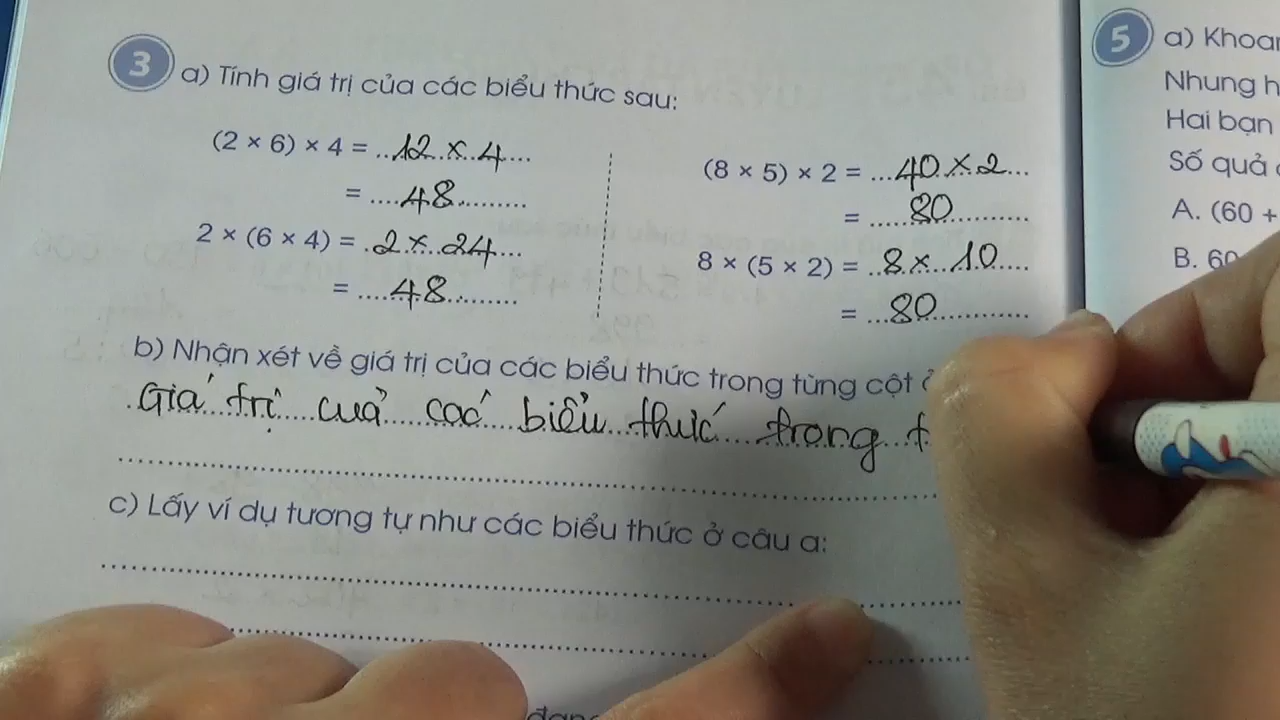 3 a) Tính giá trị của các biểu thức sau:
(2 × 6) × 4 = 12 × 4
= 48
2 × (6 × 4) = 2 × 24
= 48
(8 × 5) × 2 = 40 × 2
= 80
8 × (5 × 2) = 8 × 10
= 80
b) Nhận xét về giá trị của các biểu thức trong từng cột
Giá trị của các biểu thức trong
c) Lấy ví dụ tương tự như các biểu thức ở câu a:
5 a) Khoa
Nhung h
Hai bạn
Số quả
A. (60 +
B. 60